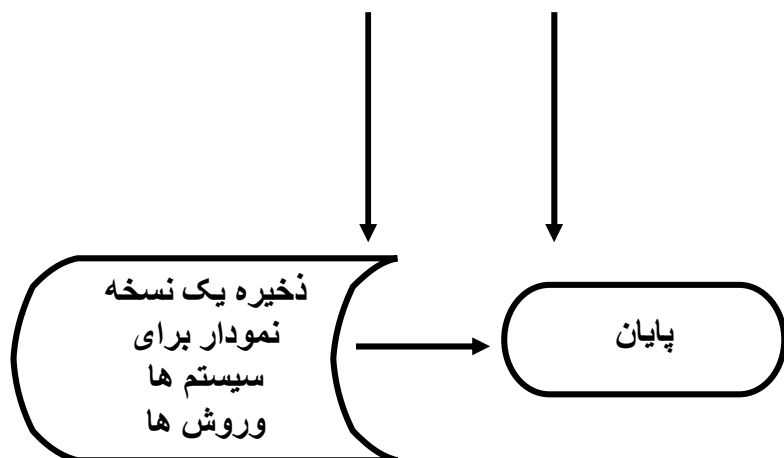 ذخیره یک نسخه
نمودار برای
سیستم ها
وروش ها
پایان